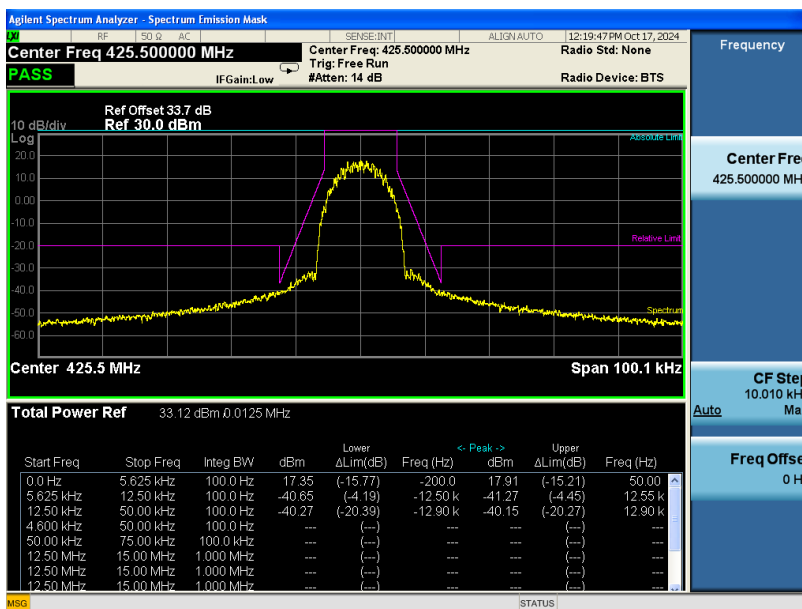 Agilent Spectrum Analyzer - Spectrum Emission Mask
LXI RF 50 Ω AC SENSE:INT ALIGN AUTO 12:19:47 PM Oct 17, 2024
Center Freq 425.500000 MHz
Center Freq: 425.500000 MHz Radio Std: None
Trig: Free Run
PASS IFGain:Low #Atten: 14 dB Radio Device: BTS
Ref Offset 33.7 dB
10 dB/div Ref 30.0 dBm
Log
Absolute Limit
20.0
10.0
0.00
-10.0
-20.0
Relative Limit
-30.0
-40.0
-50.0
Spectrum
-60.0
Center 425.5 MHz Span 100.1 kHz
Total Power Ref 33.12 dBm / 0.0125 MHz
Lower <- Peak -> Upper
Start Freq Stop Freq Integ BW dBm ΔLim(dB) Freq (Hz) dBm ΔLim(dB) Freq (Hz)
0.0 Hz 5.625 kHz 100.0 Hz 17.35 (-15.77) -200.0 17.91 (-15.21) 50.00
5.625 kHz 12.50 kHz 100.0 Hz -40.65 (-4.19) -12.50 k -41.27 (-4.45) 12.55 k
12.50 kHz 50.00 kHz 100.0 Hz -40.27 (-20.39) -12.90 k -40.15 (-20.27) 12.90 k
4.600 kHz 50.00 kHz 100.0 Hz --- (---) --- --- (---) ---
50.00 kHz 75.00 kHz 100.0 kHz --- (---) --- --- (---) ---
12.50 MHz 15.00 MHz 1.000 MHz --- (---) --- --- (---) ---
12.50 MHz 15.00 MHz 1.000 MHz --- (---) --- --- (---) ---
12.50 MHz 15.00 MHz 1.000 MHz --- (---) --- --- (---) ---
MSG STATUS
Frequency
Center Fre
425.500000 MH
CF Step
10.010 kH
Auto Ma
Freq Offse
0 H